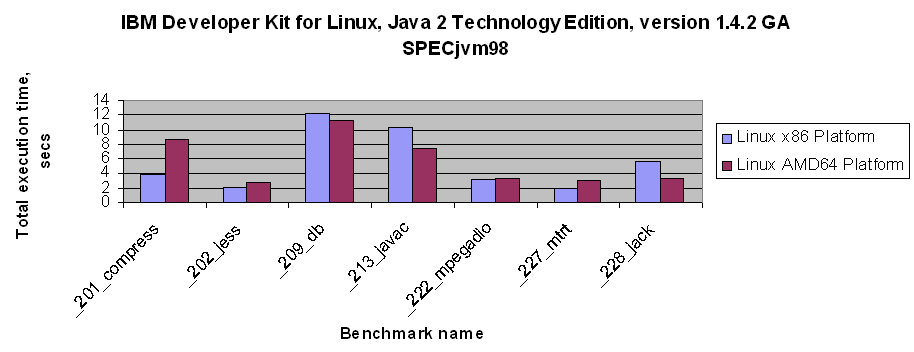 IBM Developer Kit for Linux, Java 2 Technology Edition, version 1.4.2 GA
SPECjvm98
Total execution time,
secs
14
12
10
8
6
4
2
0
_201_compress
_202_jess
_209_db
_213_javac
_222_mpegadio
_227_mtrt
_228_jack
Benchmark name
Linux x86 Platform
Linux AMD64 Platform